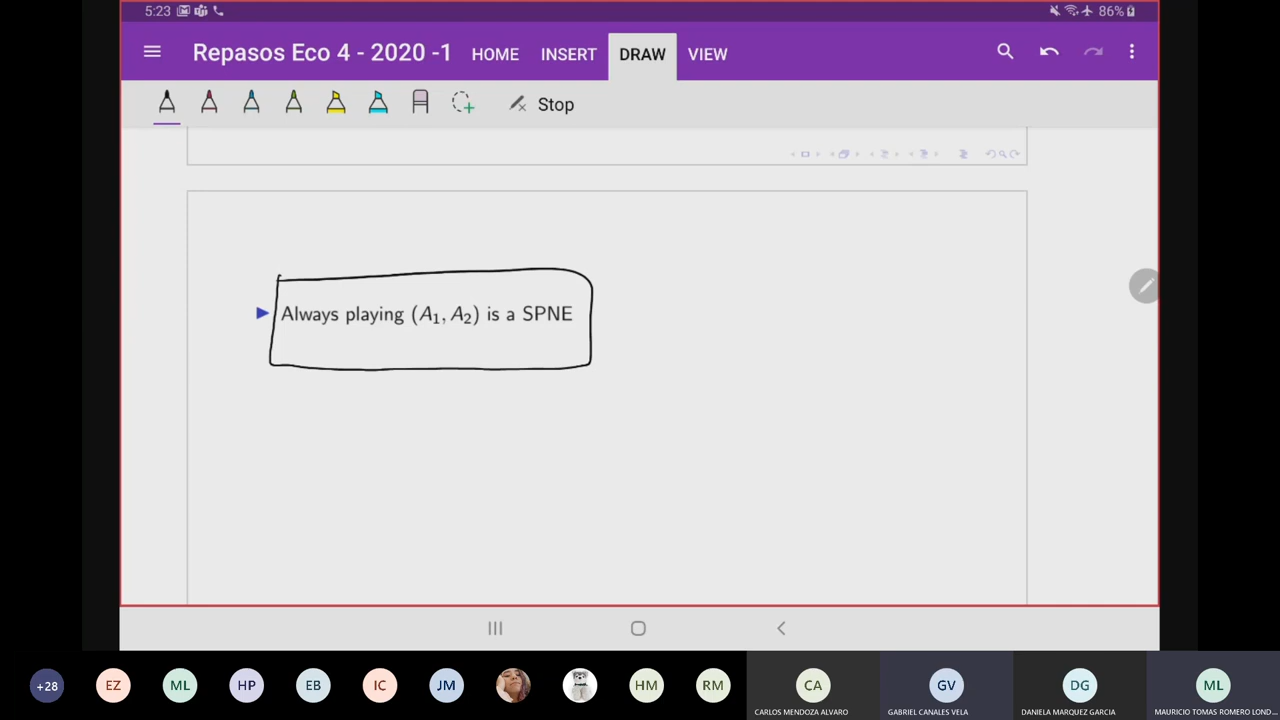 5:23 86%
Repasos Eco 4 - 2020 -1 HOME INSERT DRAW VIEW
Stop
Always playing (A₁, A₂) is a SPNE
+28 EZ ML HP EB IC JM HM RM CA GV DG ML
CARLOS MENDOZA ALVARO GABRIEL CANALES VELA DANIELA MARQUEZ GARCIA MAURICIO TOMAS ROMERO LOND...